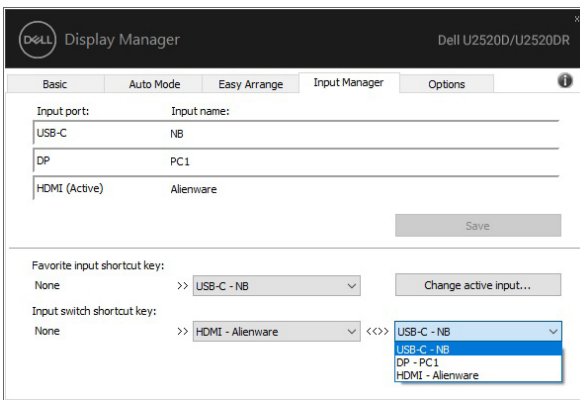 DELL Display Manager Dell U2520D/U2520DR
Basic Auto Mode Easy Arrange Input Manager Options
Input port: Input name:
USB-C NB
DP PC1
HDMI (Active) Alienware
Save
Favorite input shortcut key:
None >> USB-C - NB Change active input...
Input switch shortcut key:
None >> HDMI - Alienware <<>> USB-C - NB
USB-C - NB
DP - PC1
HDMI - Alienware